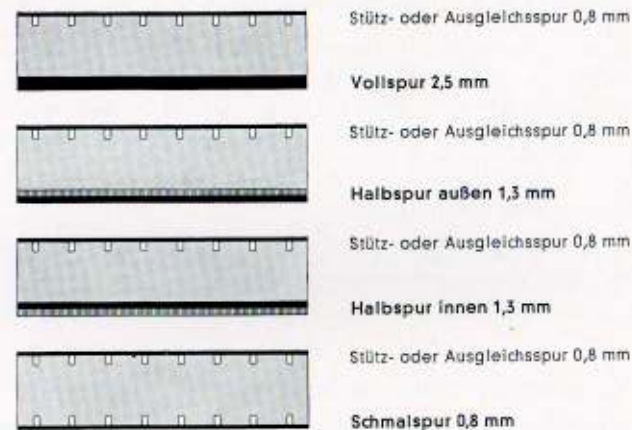 Stütz- oder Ausgleichsspur 0,8 mm
Vollspur 2,5 mm
Stütz- oder Ausgleichsspur 0,8 mm
Halbspur außen 1,3 mm
Stütz- oder Ausgleichsspur 0,8 mm
Halbspur innen 1,3 mm
Stütz- oder Ausgleichsspur 0,8 mm
Schmalspur 0,8 mm